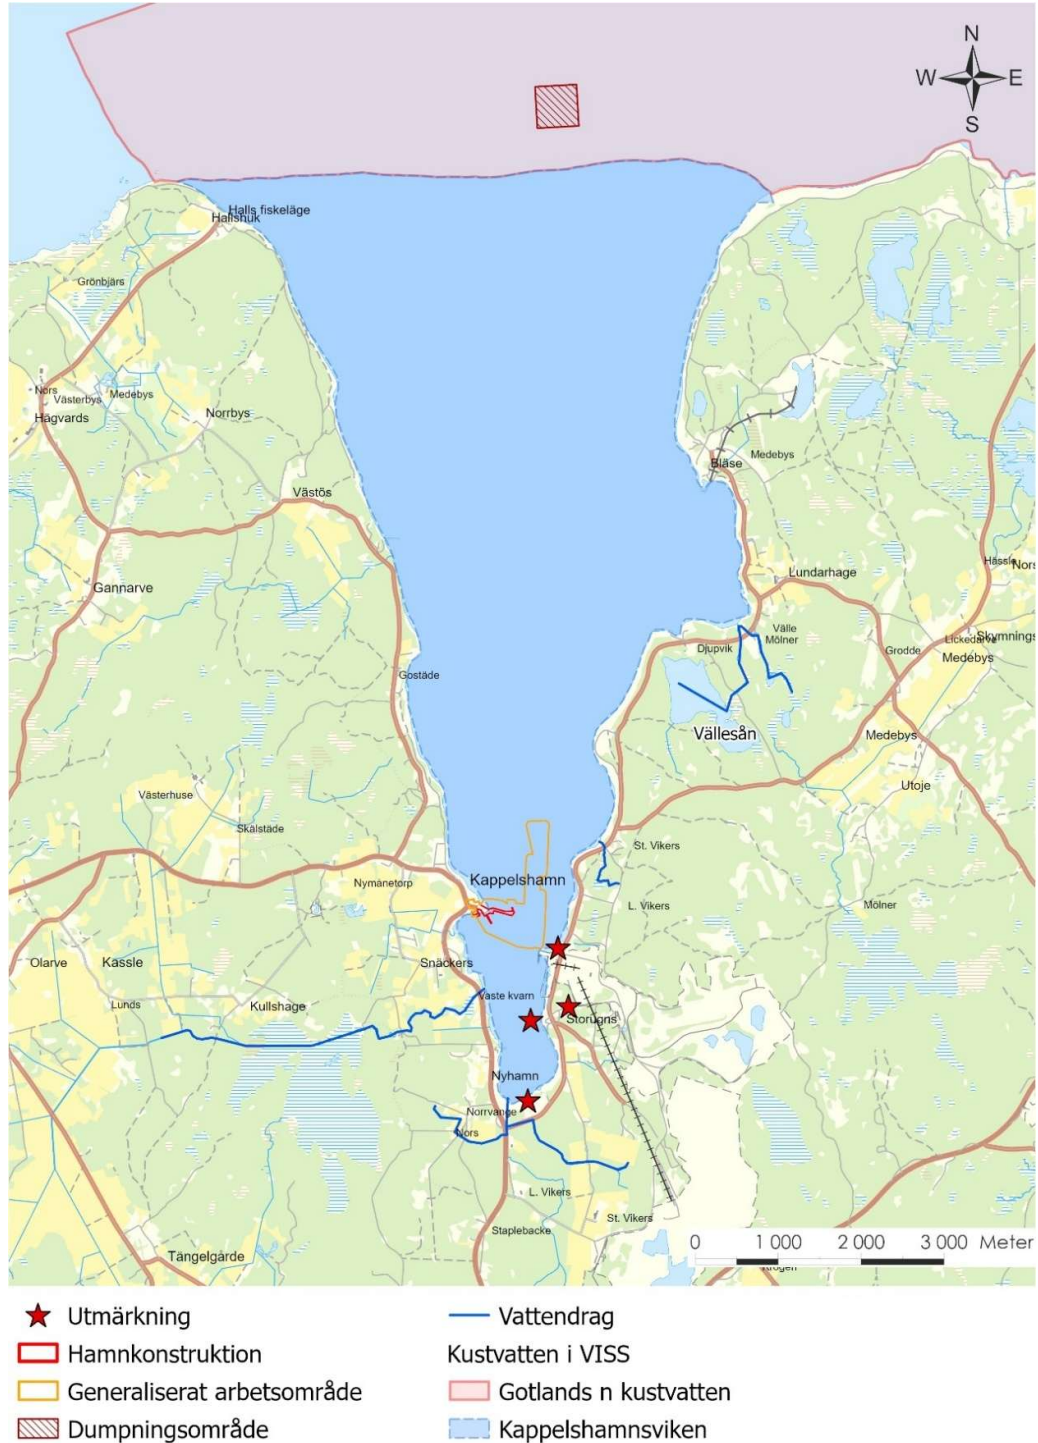 N
W E
S
Halls fiskeläge
Hallshuk
Grönbjärs
Nors
Västerbys
Medebys
Hägvards
Norrbys
Bläse
Medebys
Västös
Gannarve
Lundarhage
Hässle
Nors
Välle
Mölner
Djupvik
Lickedarve
Skymnings
Grodde
Medebys
Gostäde
Vällesån
Medebys
Utoje
Västerhuse
Skälstäde
St. Vikers
Nymånetorp
Kappelshamn
L. Vikers
Mölner
Olarve
Kassle
Snäckers
Lunds
Kullshage
Vaste kvarn
Storugns
Nyhamn
Norrvange
Nors
L. Vikers
St. Vikers
Staplebacke
Tängelgårde
0 1 000 2 000 3 000 Meter
Krogen
Utmärkning
Hamnkonstruktion
Generaliserat arbetsområde
Dumpningsområde
Vattendrag
Kustvatten i VISS
Gotlands n kustvatten
Kappelshamnsviken